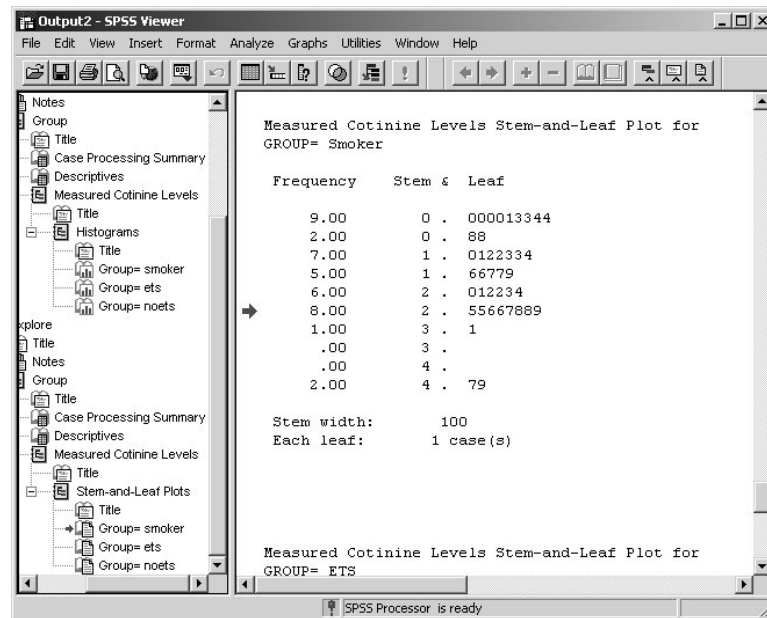 Output2 - SPSS Viewer
File Edit View Insert Format Analyze Graphs Utilities Window Help
Notes
Group
Title
Case Processing Summary
Descriptives
Measured Cotinine Levels
Title
Histograms
Title
Group= smoker
Group= ets
Group= noets
xplore
Title
Notes
Group
Title
Case Processing Summary
Descriptives
Measured Cotinine Levels
Title
Stem-and-Leaf Plots
Title
Group= smoker
Group= ets
Group= noets
Measured Cotinine Levels Stem-and-Leaf Plot for
GROUP= Smoker
Frequency Stem & Leaf
9.00 0 . 000013344
2.00 0 . 88
7.00 1 . 0122334
5.00 1 . 66779
6.00 2 . 012234
8.00 2 . 55667889
1.00 3 . 1
.00 3 .
.00 4 .
2.00 4 . 79
Stem width: 100
Each leaf: 1 case(s)
Measured Cotinine Levels Stem-and-Leaf Plot for
GROUP= ETS
SPSS Processor is ready